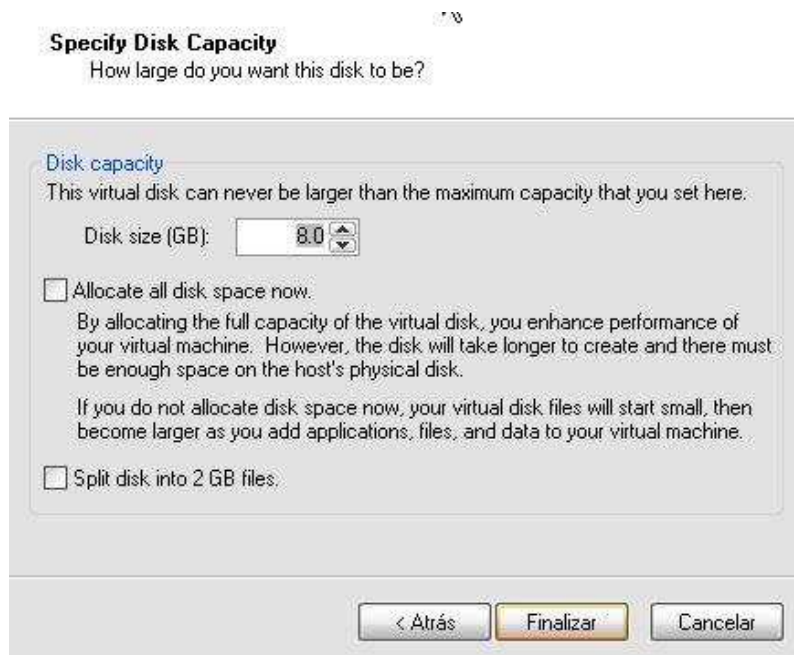 Specify Disk Capacity
How large do you want this disk to be?
Disk capacity
This virtual disk can never be larger than the maximum capacity that you set here.
Disk size (GB): 8.0
Allocate all disk space now.
By allocating the full capacity of the virtual disk, you enhance performance of
your virtual machine. However, the disk will take longer to create and there must
be enough space on the host's physical disk.
If you do not allocate disk space now, your virtual disk files will start small, then
become larger as you add applications, files, and data to your virtual machine.
Split disk into 2 GB files.
< Atrás Finalizar Cancelar